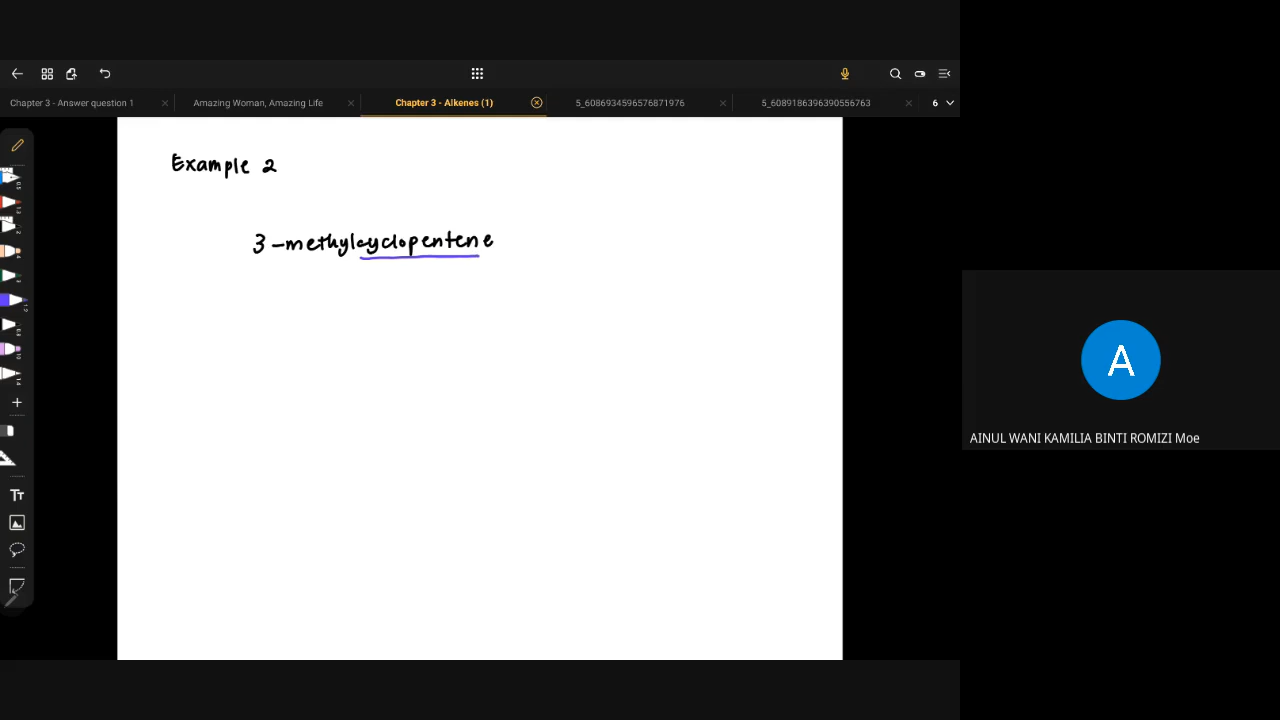 Chapter 3 - Answer question 1
Amazing Woman, Amazing Life
Chapter 3 - Alkenes (1)
5_6086934596576871976
5_6089186396390556763
6
Example 2
3-methylcyclopentene
A
AINUL WANI KAMILIA BINTI ROMIZI Moe
Tт